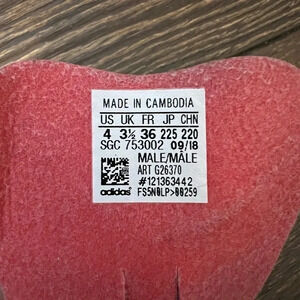 MADE IN CAMBODIA
US UK FR JP CHN
4 3½ 36 225 220
SGC 753002 09/18
MALE/MÂLE
ART G26370
#121363442
adidas FS5N0LP>00259